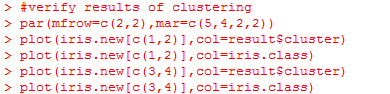 > #verify results of clustering
> par(mfrow=c(2,2),mar=c(5,4,2,2))
> plot(iris.new[c(1,2)],col=result$cluster)
> plot(iris.new[c(1,2)],col=iris.class)
> plot(iris.new[c(3,4)],col=result$cluster)
> plot(iris.new[c(3,4)],col=iris.class)